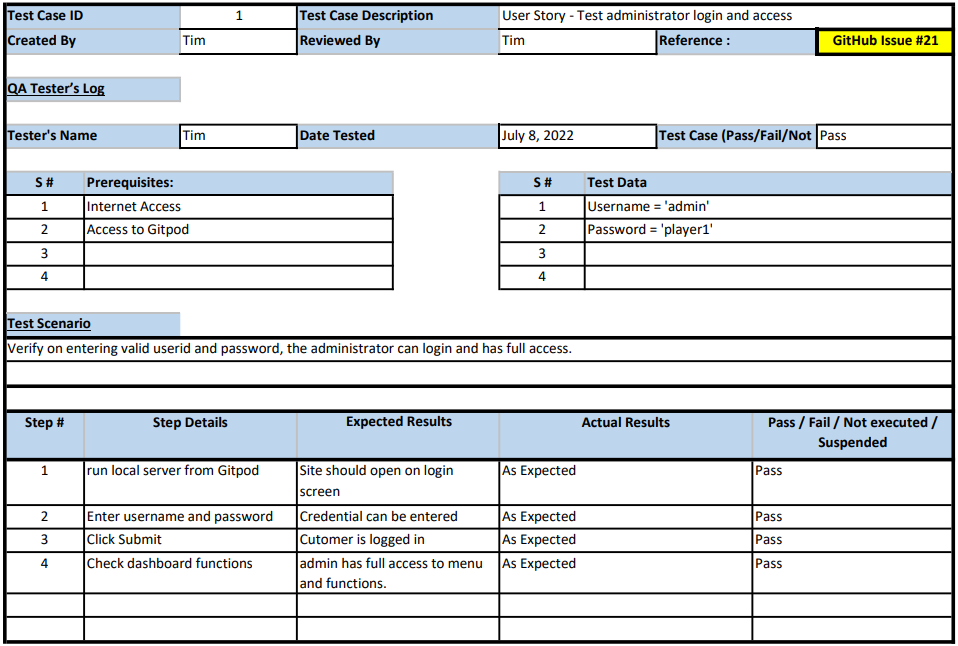 Test Case ID 1 Test Case Description User Story - Test administrator login and access
Created By Tim Reviewed By Tim Reference : GitHub Issue #21
QA Tester's Log
Tester's Name Tim Date Tested July 8, 2022 Test Case (Pass/Fail/Not Pass
S # Prerequisites: S # Test Data
1 Internet Access 1 Username = 'admin'
2 Access to Gitpod 2 Password = 'player1'
3 3
4 4
Test Scenario
Verify on entering valid userid and password, the administrator can login and has full access.
Step # Step Details Expected Results Actual Results Pass / Fail / Not executed /
Suspended
1 run local server from Gitpod Site should open on login As Expected Pass
screen
2 Enter username and password Credential can be entered As Expected Pass
3 Click Submit Cutomer is logged in As Expected Pass
4 Check dashboard functions admin has full access to menu As Expected Pass
and functions.